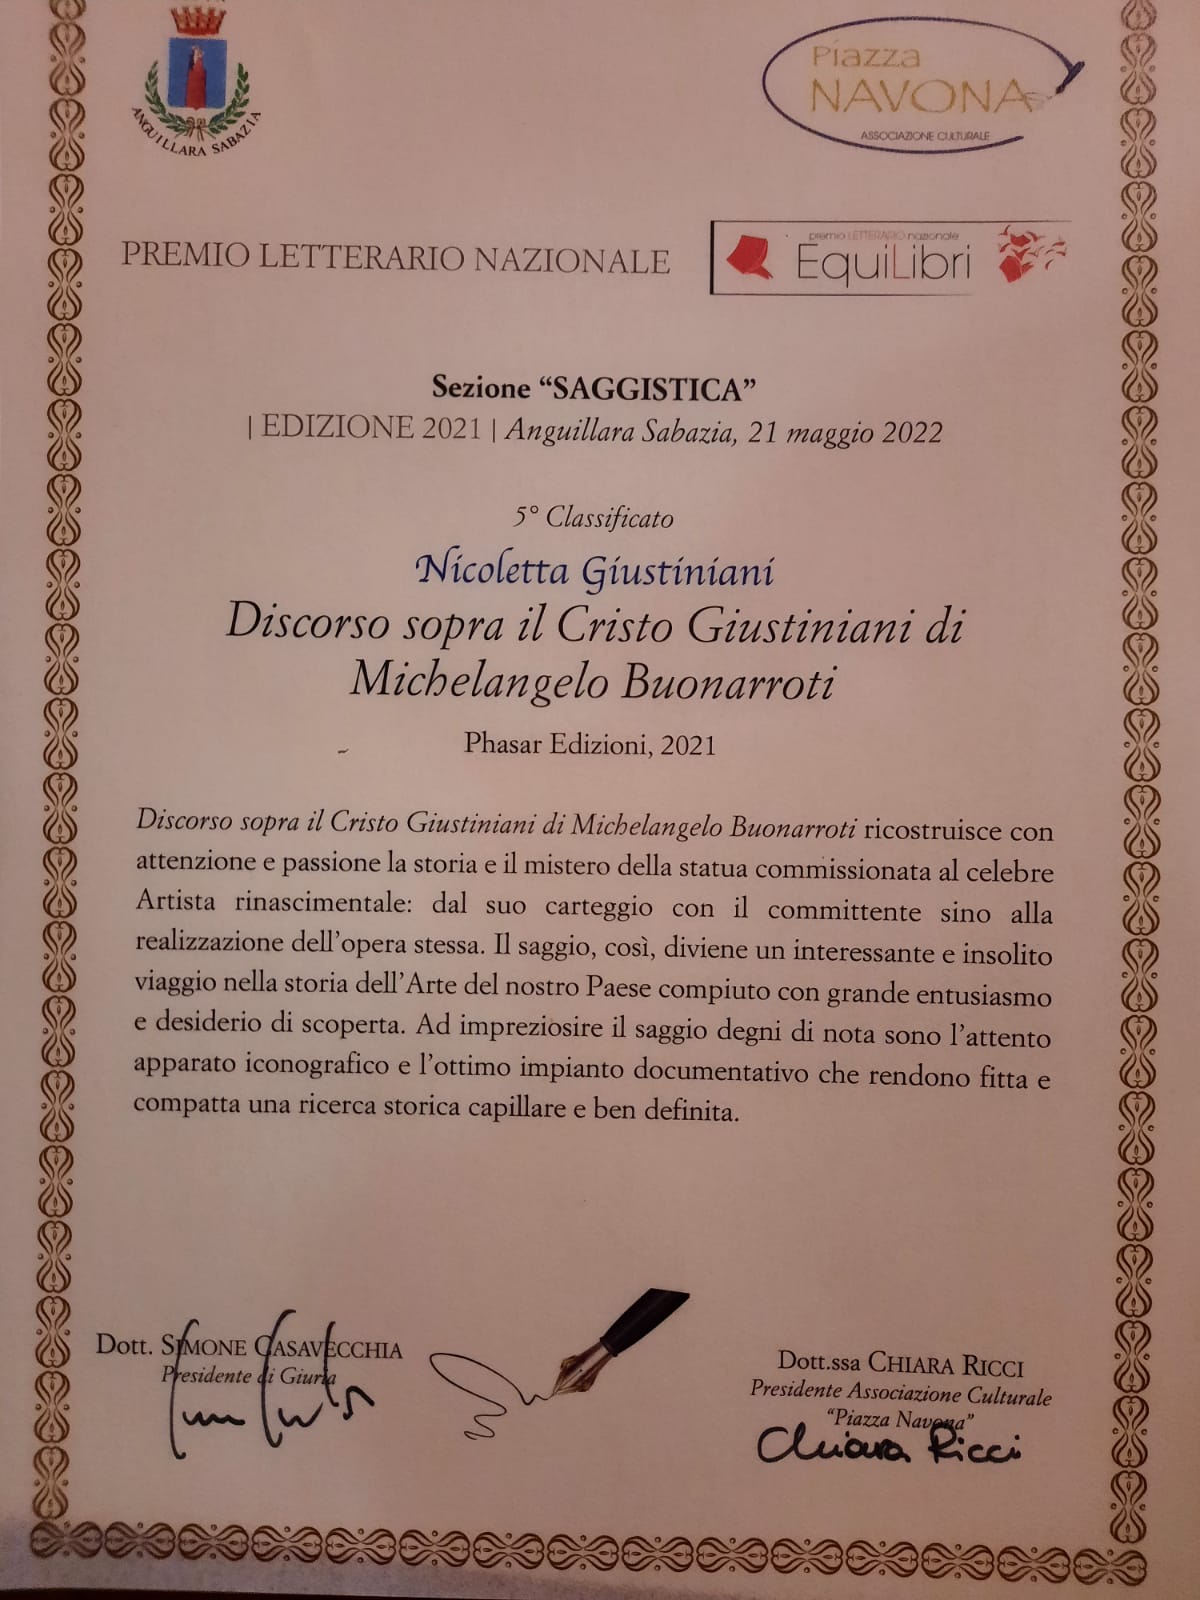 ANGUILLARA SABAZIA
Piazza
NAVONA
ASSOCIAZIONE CULTURALE
PREMIO LETTERARIO NAZIONALE
premio LETTERARIO nazionale
EquiLibri
Sezione “SAGGISTICA”
| EDIZIONE 2021 | Anguillara Sabazia, 21 maggio 2022
5° Classificato
Nicoletta Giustiniani
Discorso sopra il Cristo Giustiniani di
Michelangelo Buonarroti
Phasar Edizioni, 2021
Discorso sopra il Cristo Giustiniani di Michelangelo Buonarroti ricostruisce con
attenzione e passione la storia e il mistero della statua commissionata al celebre
Artista rinascimentale: dal suo carteggio con il committente sino alla
realizzazione dell’opera stessa. Il saggio, così, diviene un interessante e insolito
viaggio nella storia dell’Arte del nostro Paese compiuto con grande entusiasmo
e desiderio di scoperta. Ad impreziosire il saggio degni di nota sono l’attento
apparato iconografico e l’ottimo impianto documentativo che rendono fitta e
compatta una ricerca storica capillare e ben definita.
Dott. SIMONE CASAVECCHIA
Presidente di Giuria
Dott.ssa CHIARA RICCI
Presidente Associazione Culturale
“Piazza Navona”
Chiara Ricci